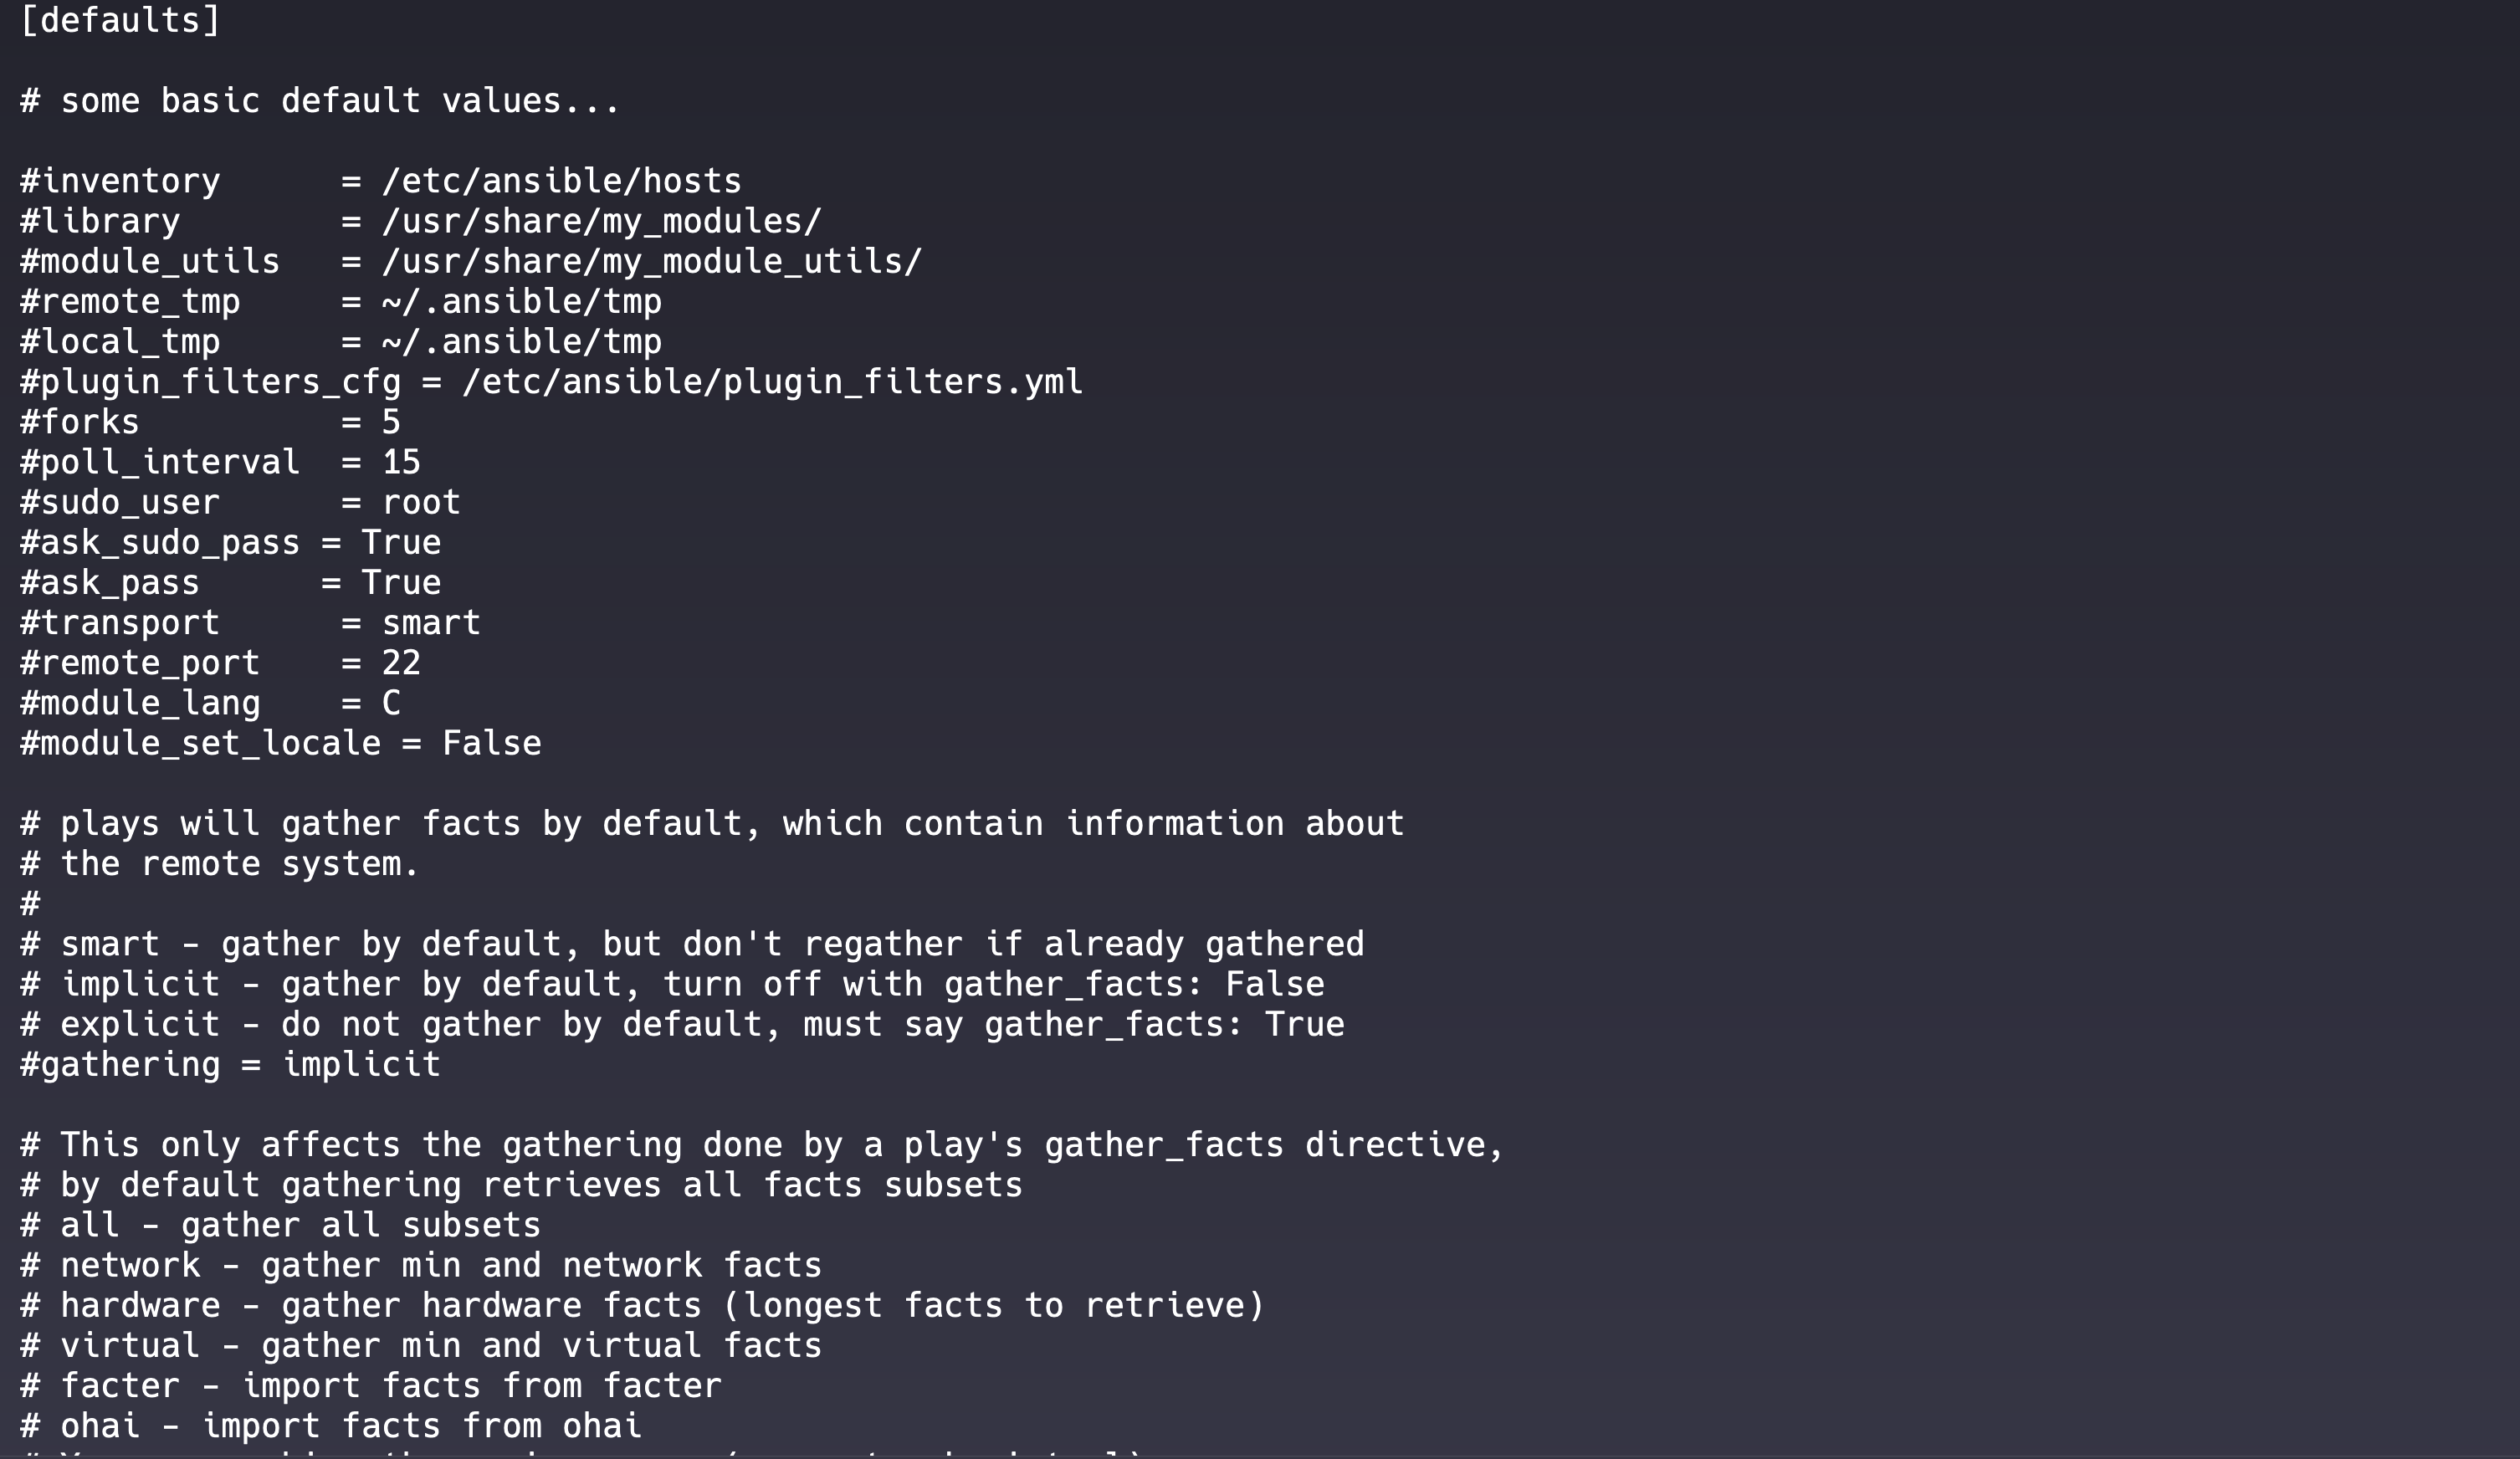 [defaults]

# some basic default values...

#inventory      = /etc/ansible/hosts
#library        = /usr/share/my_modules/
#module_utils   = /usr/share/my_module_utils/
#remote_tmp     = ~/.ansible/tmp
#local_tmp      = ~/.ansible/tmp
#plugin_filters_cfg = /etc/ansible/plugin_filters.yml
#forks          = 5
#poll_interval  = 15
#sudo_user      = root
#ask_sudo_pass = True
#ask_pass      = True
#transport      = smart
#remote_port    = 22
#module_lang    = C
#module_set_locale = False

# plays will gather facts by default, which contain information about
# the remote system.
#
# smart - gather by default, but don't regather if already gathered
# implicit - gather by default, turn off with gather_facts: False
# explicit - do not gather by default, must say gather_facts: True
#gathering = implicit

# This only affects the gathering done by a play's gather_facts directive,
# by default gathering retrieves all facts subsets
# all - gather all subsets
# network - gather min and network facts
# hardware - gather hardware facts (longest facts to retrieve)
# virtual - gather min and virtual facts
# facter - import facts from facter
# ohai - import facts from ohai